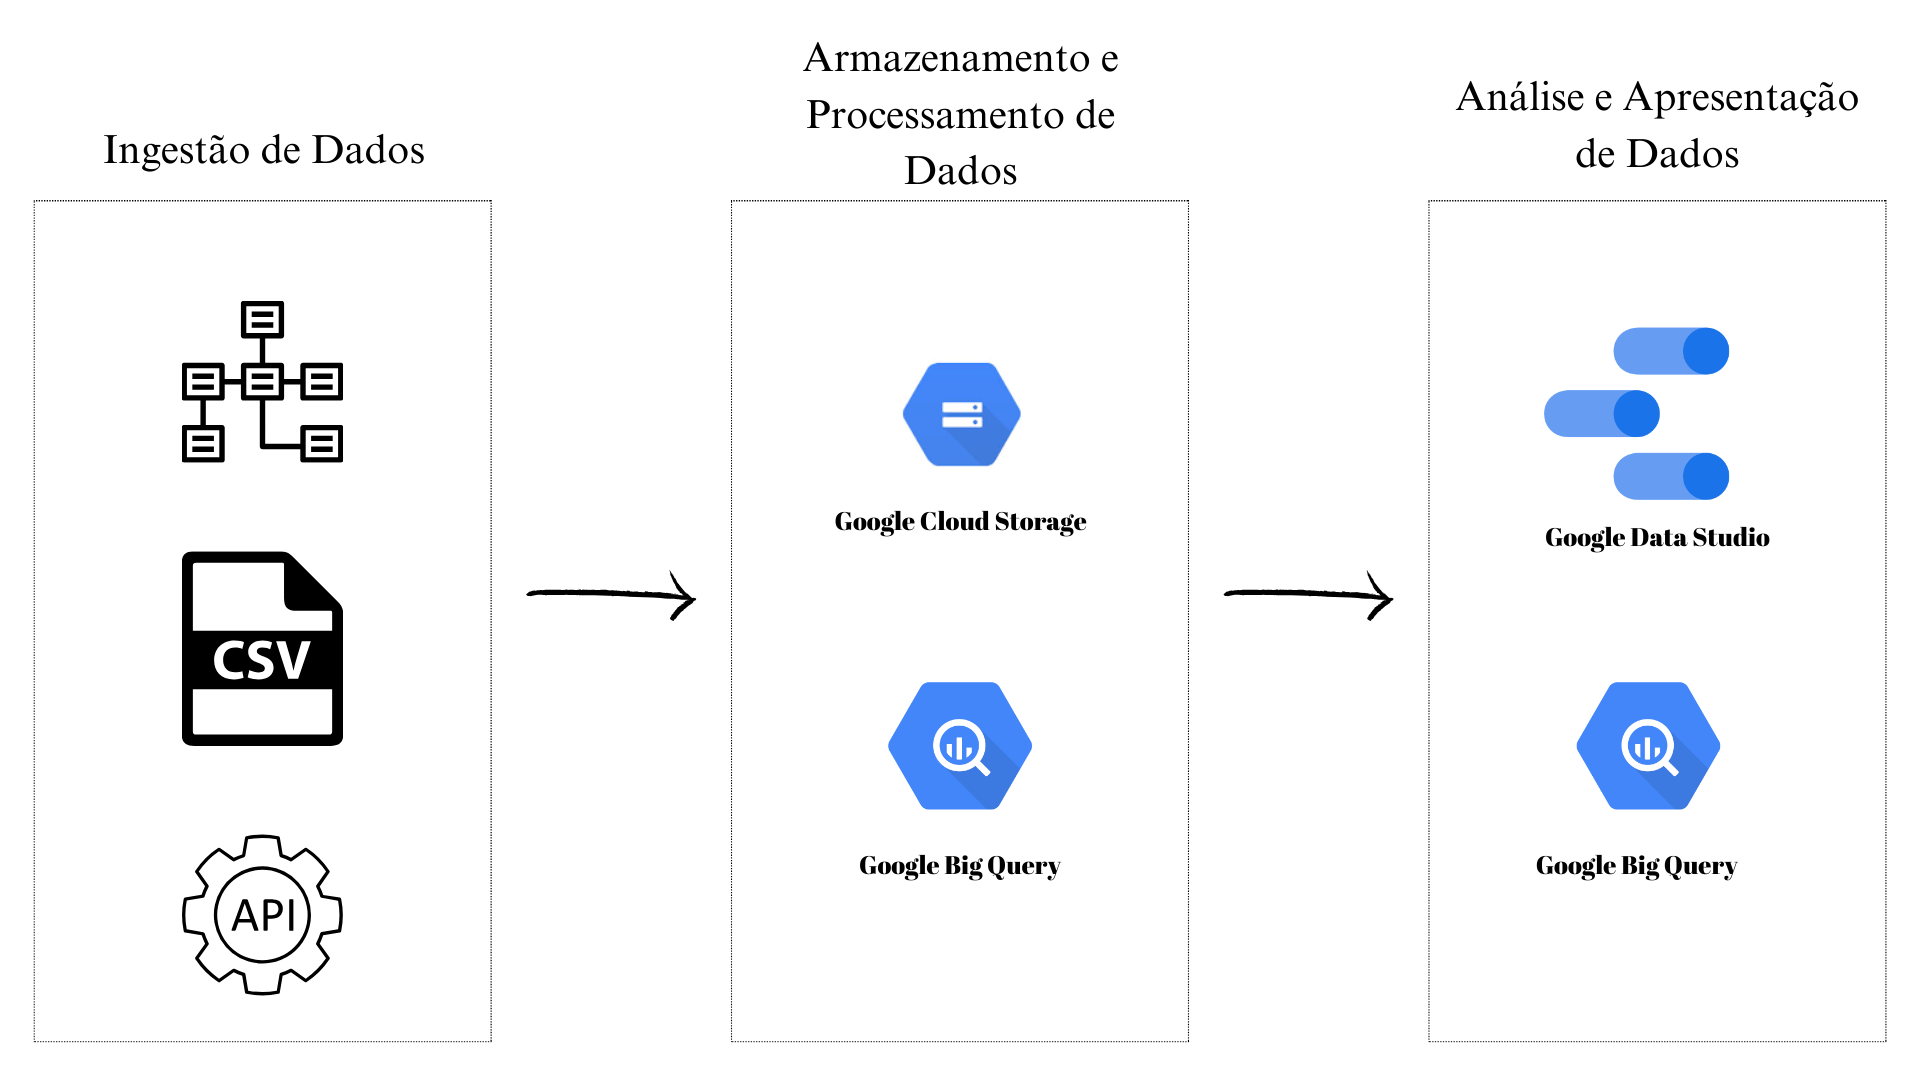 Ingestão de Dados
CSV
API
Armazenamento e
Processamento de
Dados
Google Cloud Storage
Google Big Query
Análise e Apresentação
de Dados
Google Data Studio
Google Big Query